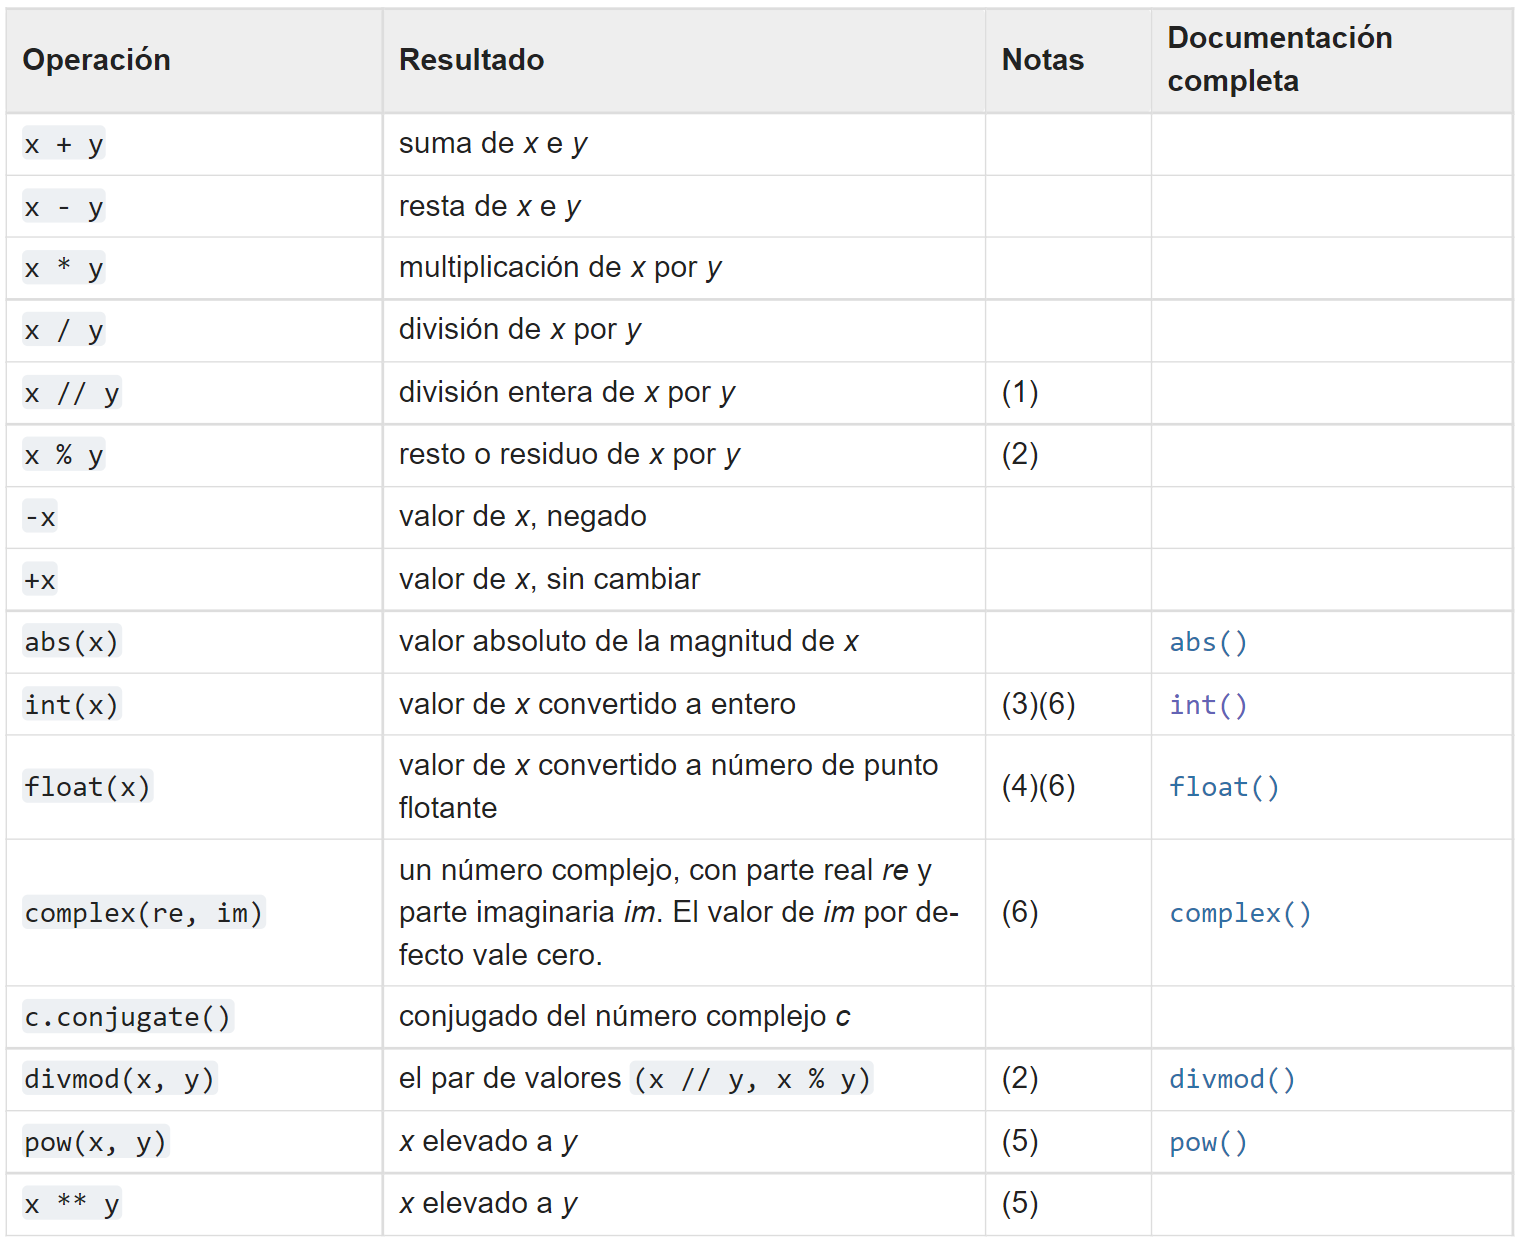 Operación Resultado Notas Documentación
completa
x + y suma de x e y
x - y resta de x e y
x * y multiplicación de x por y
x / y división de x por y
x // y división entera de x por y (1)
x % y resto o residuo de x por y (2)
-x valor de x, negado
+x valor de x, sin cambiar
abs(x) valor absoluto de la magnitud de x abs()
int(x) valor de x convertido a entero (3)(6) int()
float(x) valor de x convertido a número de punto
flotante (4)(6) float()
complex(re, im) un número complejo, con parte real re y
parte imaginaria im. El valor de im por de-
fecto vale cero. (6) complex()
c.conjugate() conjugado del número complejo c
divmod(x, y) el par de valores (x // y, x % y) (2) divmod()
pow(x, y) x elevado a y (5) pow()
x ** y x elevado a y (5)